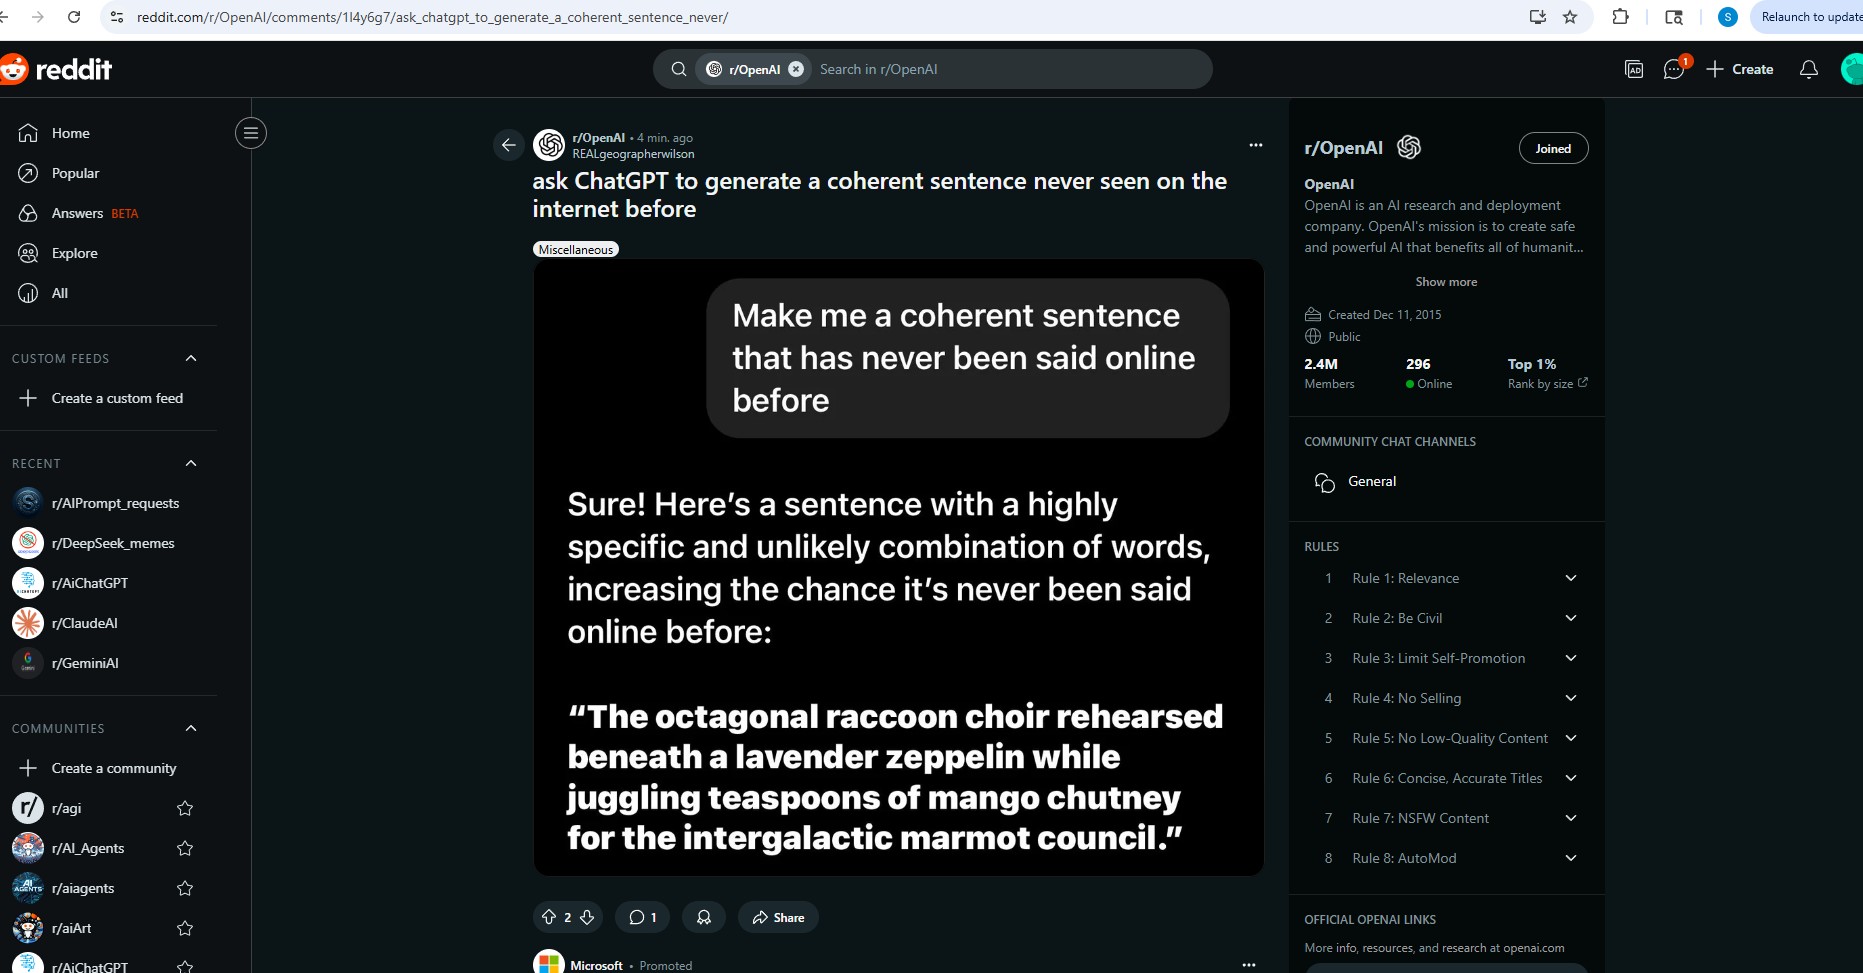 reddit.com/r/OpenAI/comments/1l4y6g7/ask_chatgpt_to_generate_a_coherent_sentence_never/
S
Relaunch to update
reddit
r/OpenAI
Search in r/OpenAI
AD
1
Create
Home
Popular
Answers BETA
Explore
All
CUSTOM FEEDS
Create a custom feed
RECENT
r/AIPrompt_requests
r/DeepSeek_memes
r/AiChatGPT
r/ClaudeAI
r/GeminiAI
COMMUNITIES
Create a community
r/
r/agi
r/AI_Agents
AI AGENTS
r/aiagents
r/aiArt
r/AiChatGPT
r/OpenAI • 4 min. ago
REALgeographerwilson
ask ChatGPT to generate a coherent sentence never seen on the
internet before
Miscellaneous
Make me a coherent sentence
that has never been said online
before
Sure! Here’s a sentence with a highly
specific and unlikely combination of words,
increasing the chance it’s never been said
online before:
“The octagonal raccoon choir rehearsed
beneath a lavender zeppelin while
juggling teaspoons of mango chutney
for the intergalactic marmot council.”
2
1
Share
Microsoft • Promoted
r/OpenAI
Joined
OpenAI
OpenAI is an AI research and deployment
company. OpenAI's mission is to create safe
and powerful AI that benefits all of humanit...
Show more
Created Dec 11, 2015
Public
2.4M
296
Top 1%
Members
Online
Rank by size
COMMUNITY CHAT CHANNELS
General
RULES
1 Rule 1: Relevance
2 Rule 2: Be Civil
3 Rule 3: Limit Self-Promotion
4 Rule 4: No Selling
5 Rule 5: No Low-Quality Content
6 Rule 6: Concise, Accurate Titles
7 Rule 7: NSFW Content
8 Rule 8: AutoMod
OFFICIAL OPENAI LINKS
More info, resources, and research at openai.com